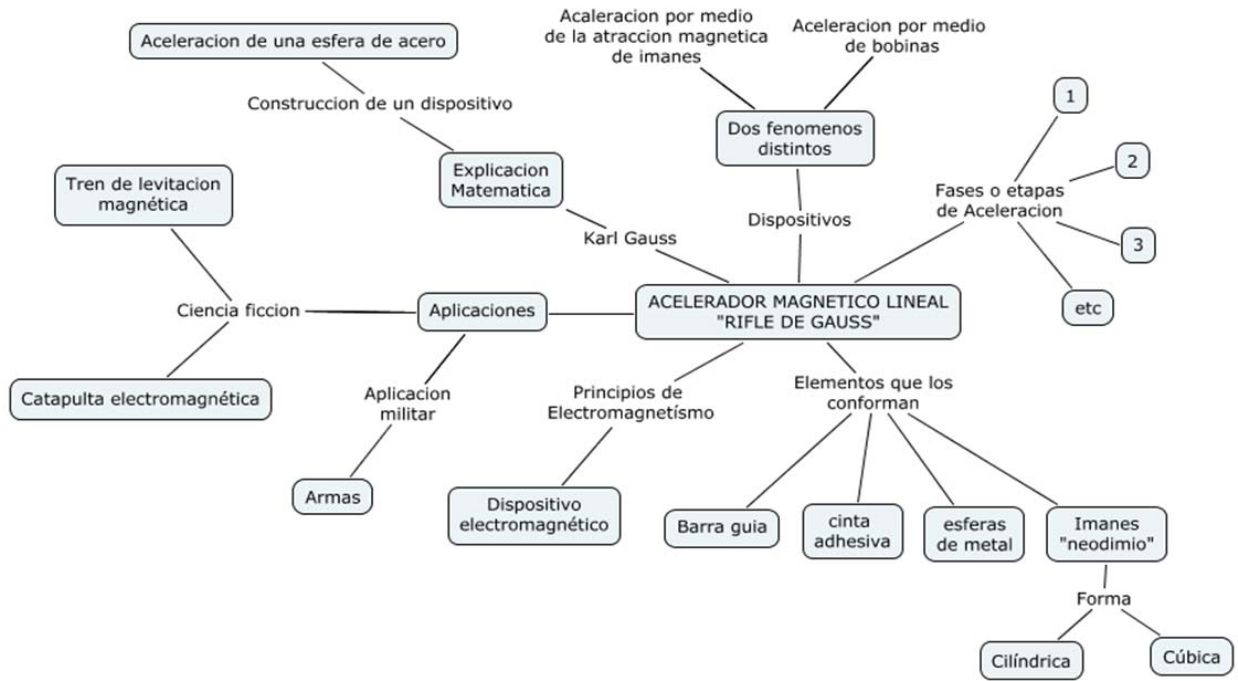 Acaleracion por medio
de la atraccion magnetica
de imanes
Aceleracion por medio
de bobinas
Aceleracion de una esfera de acero
Construccion de un dispositivo
1
Dos fenomenos
distintos
2
Explicacion
Matematica
Tren de levitacion
magnética
Fases o etapas
de Aceleracion
Dispositivos
Karl Gauss
3
ACELERADOR MAGNETICO LINEAL
"RIFLE DE GAUSS"
etc
Ciencia ficcion
Aplicaciones
Catapulta electromagnética
Aplicacion
militar
Principios de
Electromagnetísmo
Elementos que los
conforman
Armas
Dispositivo
electromagnético
Barra guia
cinta
adhesiva
esferas
de metal
Imanes
"neodimio"
Forma
Cilíndrica
Cúbica